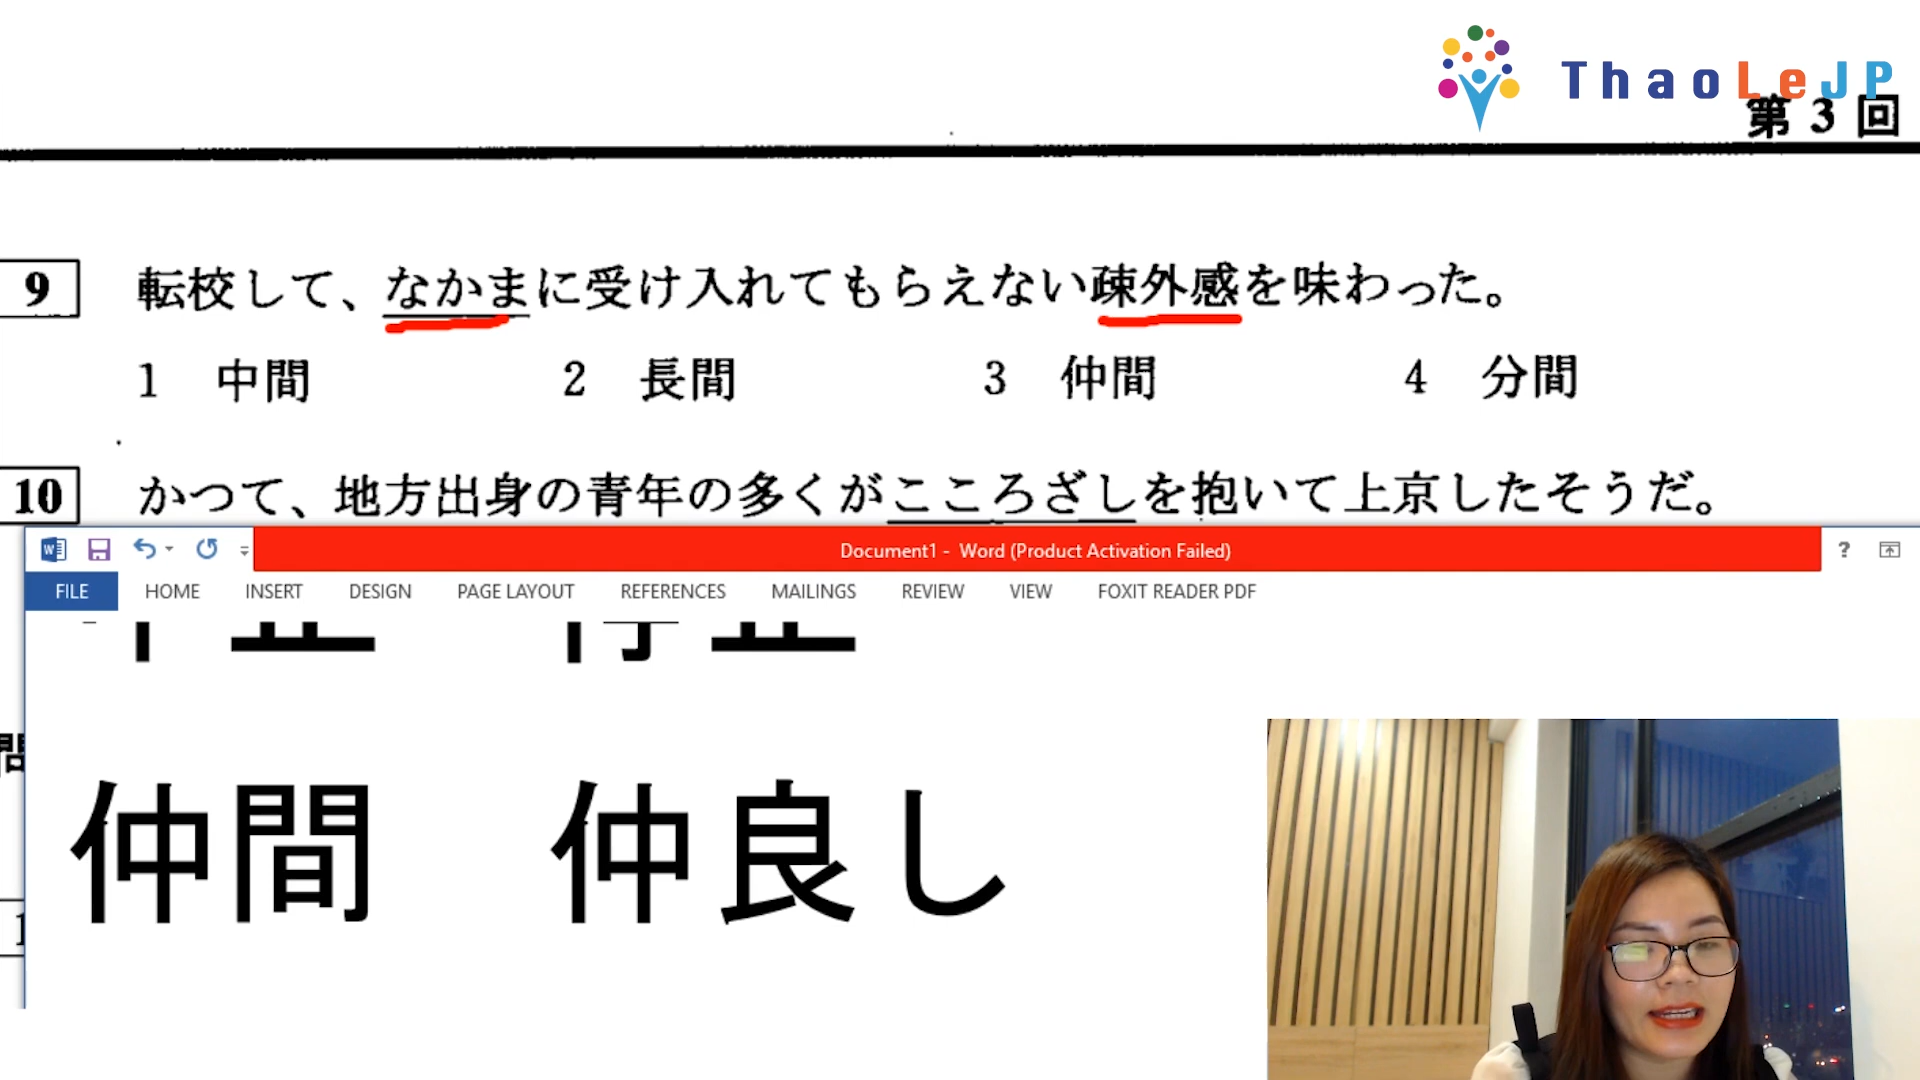 ThaoLeJP
第3回
9 転校して、なかまに受け入れてもらえない疎外感を味わった。
1 中間 2 長間 3 仲間 4 分間
10 かつて、地方出身の青年の多くがこころざしを抱いて上京したそうだ。
Document1 - Word (Product Activation Failed)
FILE HOME INSERT DESIGN PAGE LAYOUT REFERENCES MAILINGS REVIEW VIEW FOXIT READER PDF
仲間 仲良し